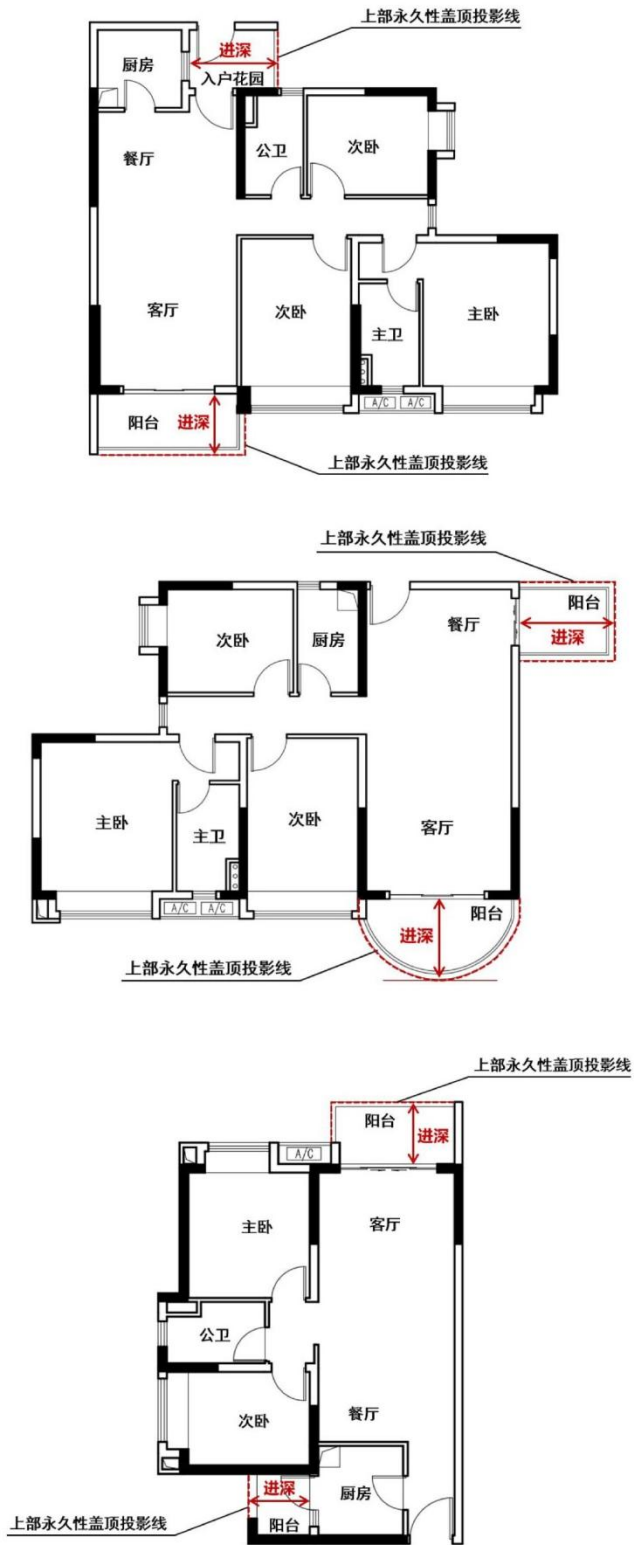 上部永久性盖顶投影线
进深
厨房
入户花园
餐厅
公卫
次卧
客厅
次卧
主卫
主卧
A/C A/C
阳台
进深
上部永久性盖顶投影线
上部永久性盖顶投影线
阳台
餐厅
次卧
厨房
进深
主卧
主卫
次卧
客厅
A/C A/C
阳台
进深
上部永久性盖顶投影线
上部永久性盖顶投影线
阳台
进深
A/C
主卧
客厅
公卫
次卧
餐厅
进深
厨房
上部永久性盖顶投影线
阳台